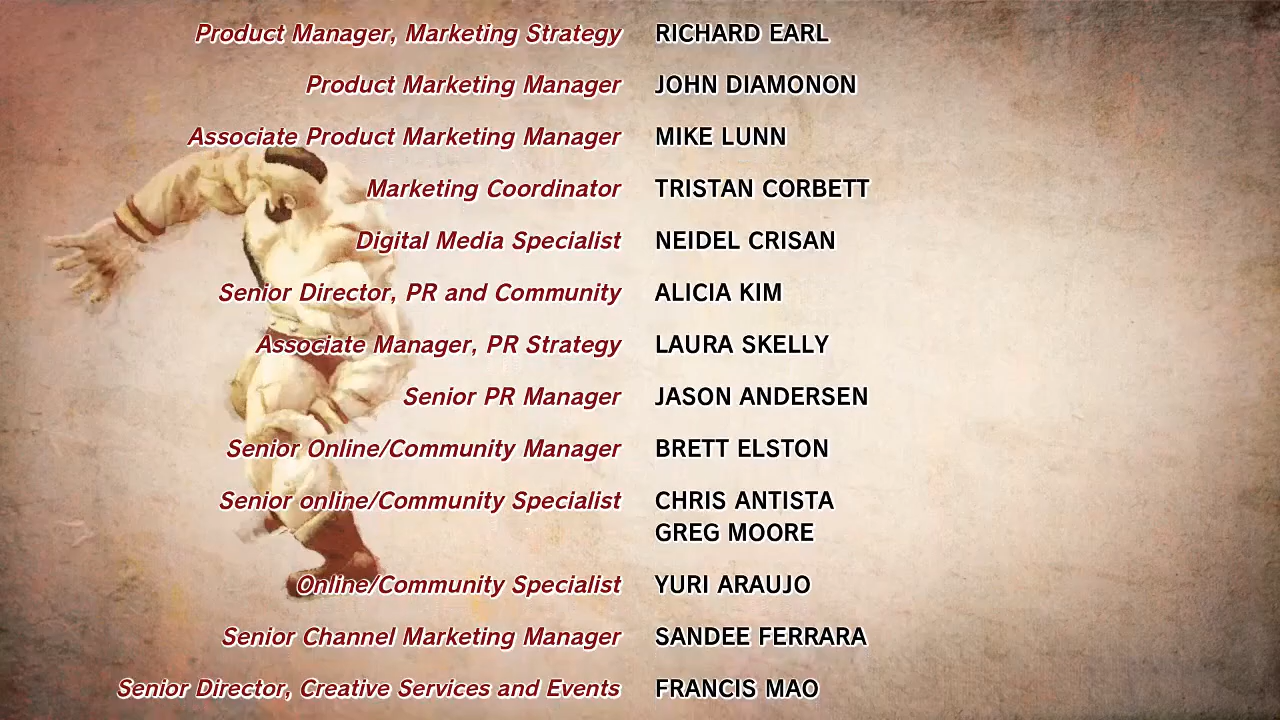 Product Manager, Marketing Strategy RICHARD EARL
Product Marketing Manager JOHN DIAMONON
Associate Product Marketing Manager MIKE LUNN
Marketing Coordinator TRISTAN CORBETT
Digital Media Specialist NEIDEL CRISAN
Senior Director, PR and Community ALICIA KIM
Associate Manager, PR Strategy LAURA SKELLY
Senior PR Manager JASON ANDERSEN
Senior Online/Community Manager BRETT ELSTON
Senior online/Community Specialist CHRIS ANTISTA
GREG MOORE
Online/Community Specialist YURI ARAUJO
Senior Channel Marketing Manager SANDEE FERRARA
Senior Director, Creative Services and Events FRANCIS MAO